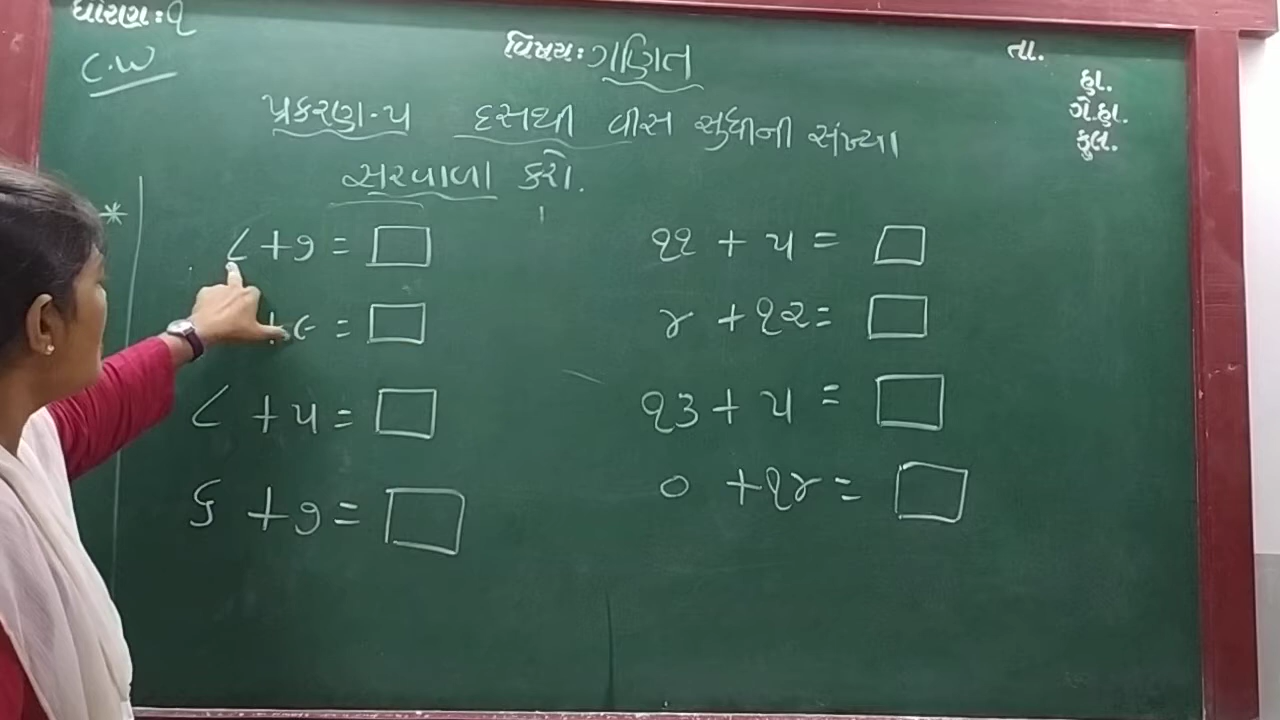 ધોરણ : ૧
વિષય : ગણિત
તા.
C.W
હા.
ગે.હા.
કુલ.
પ્રકરણ-૫ દસથી વીસ સુધીની સંખ્યા
સરવાળા કરો.
*
૮ + ૭ =
+ ૯ =
૮ + ૫ =
૬ + ૭ =
૧૧ + ૫ =
૪ + ૧૨ =
૧૩ + ૫ =
૦ + ૧૪ =